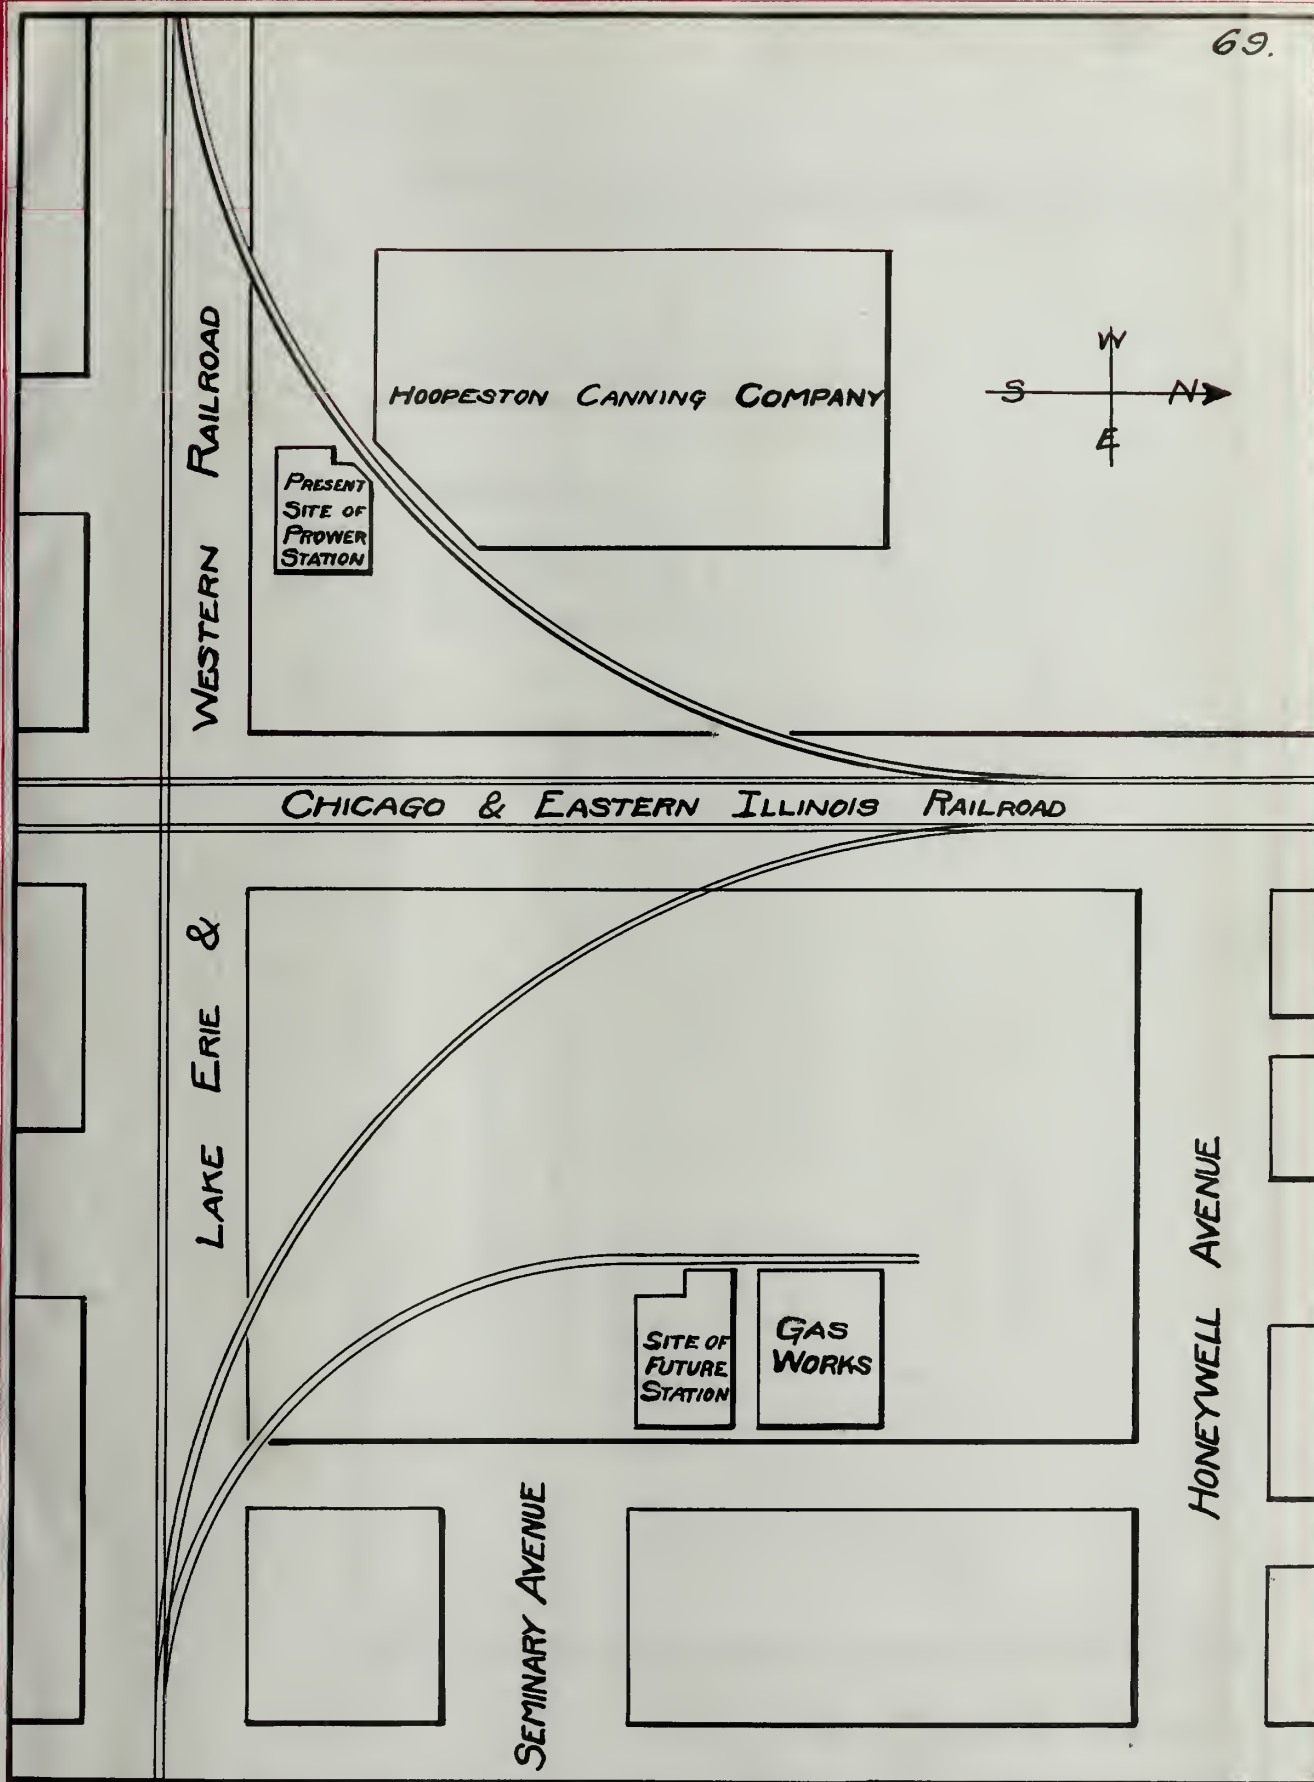 69.
HOOPESTON CANNING COMPANY
W
S N
E
PRESENT
SITE OF
PROWER
STATION
LAKE ERIE & WESTERN RAILROAD
CHICAGO & EASTERN ILLINOIS RAILROAD
SITE OF
FUTURE
STATION
GAS
WORKS
HONEYWELL AVENUE
SEMINARY AVENUE